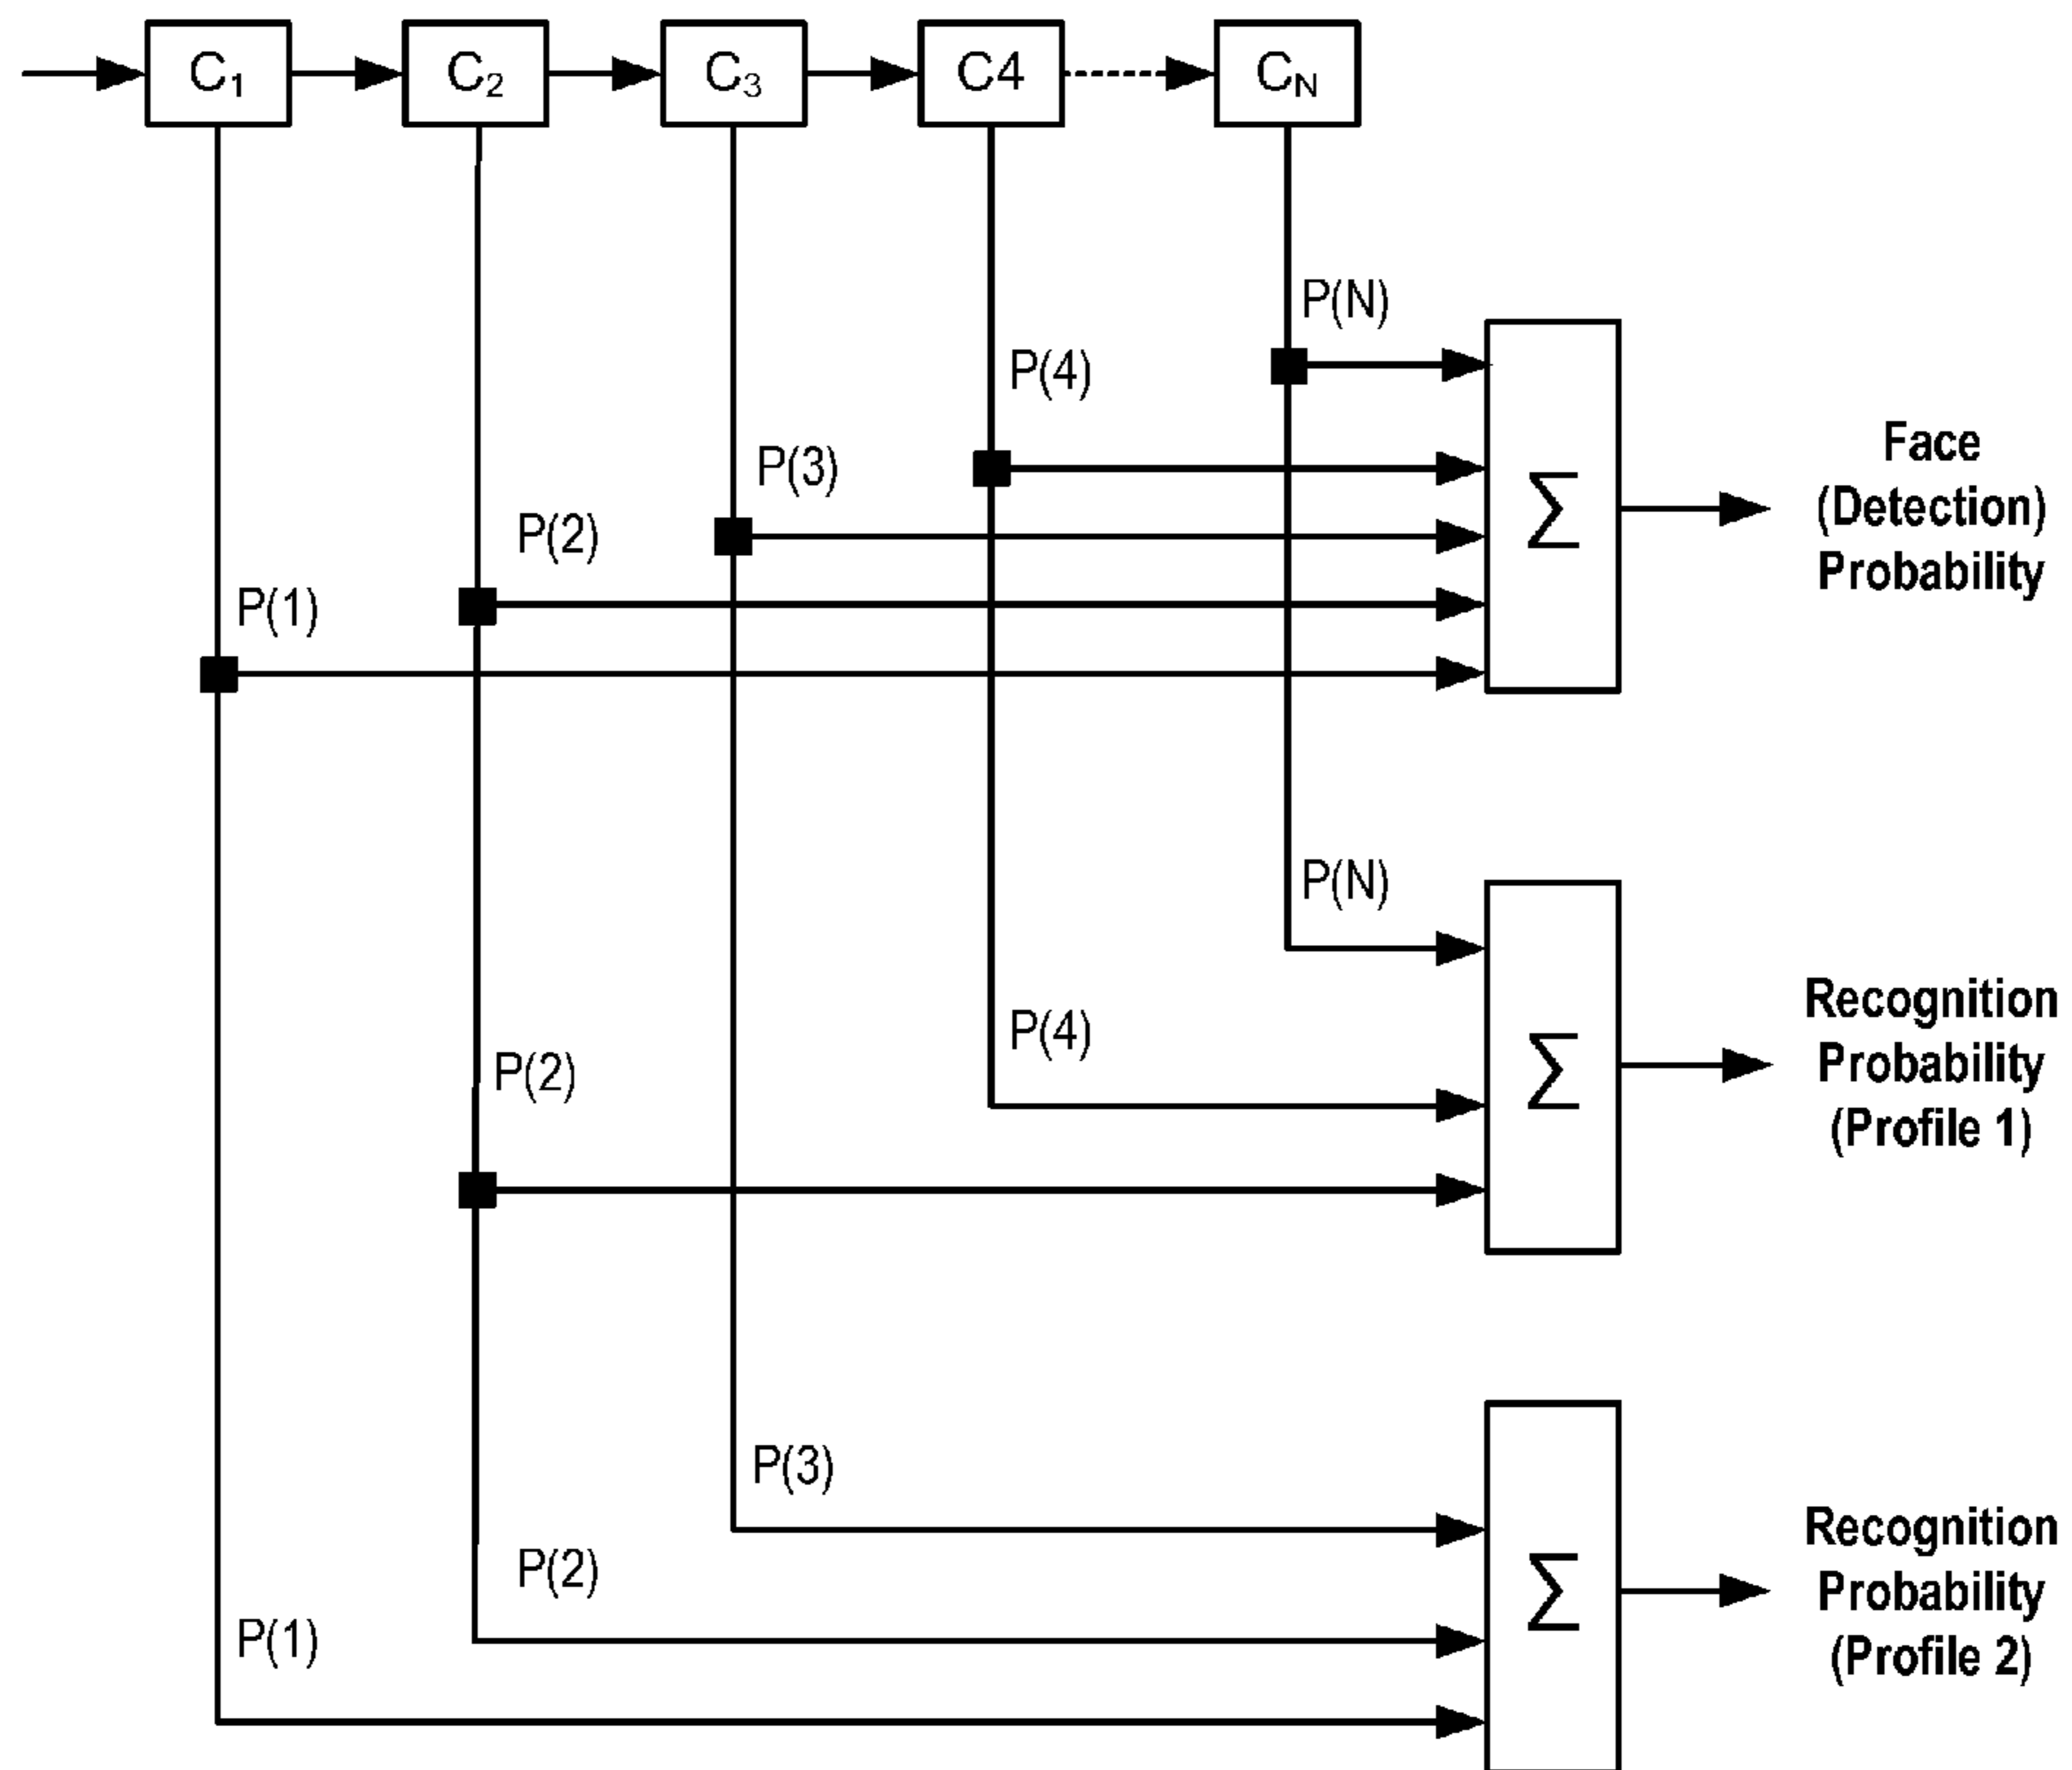 C₁ C₂ C₃ C4 C_N
P(N)
P(4)
P(3)
P(2)
P(1)
∑
Face
(Detection)
Probability
P(N)
P(4)
P(2)
∑
Recognition
Probability
(Profile 1)
P(3)
P(2)
P(1)
∑
Recognition
Probability
(Profile 2)